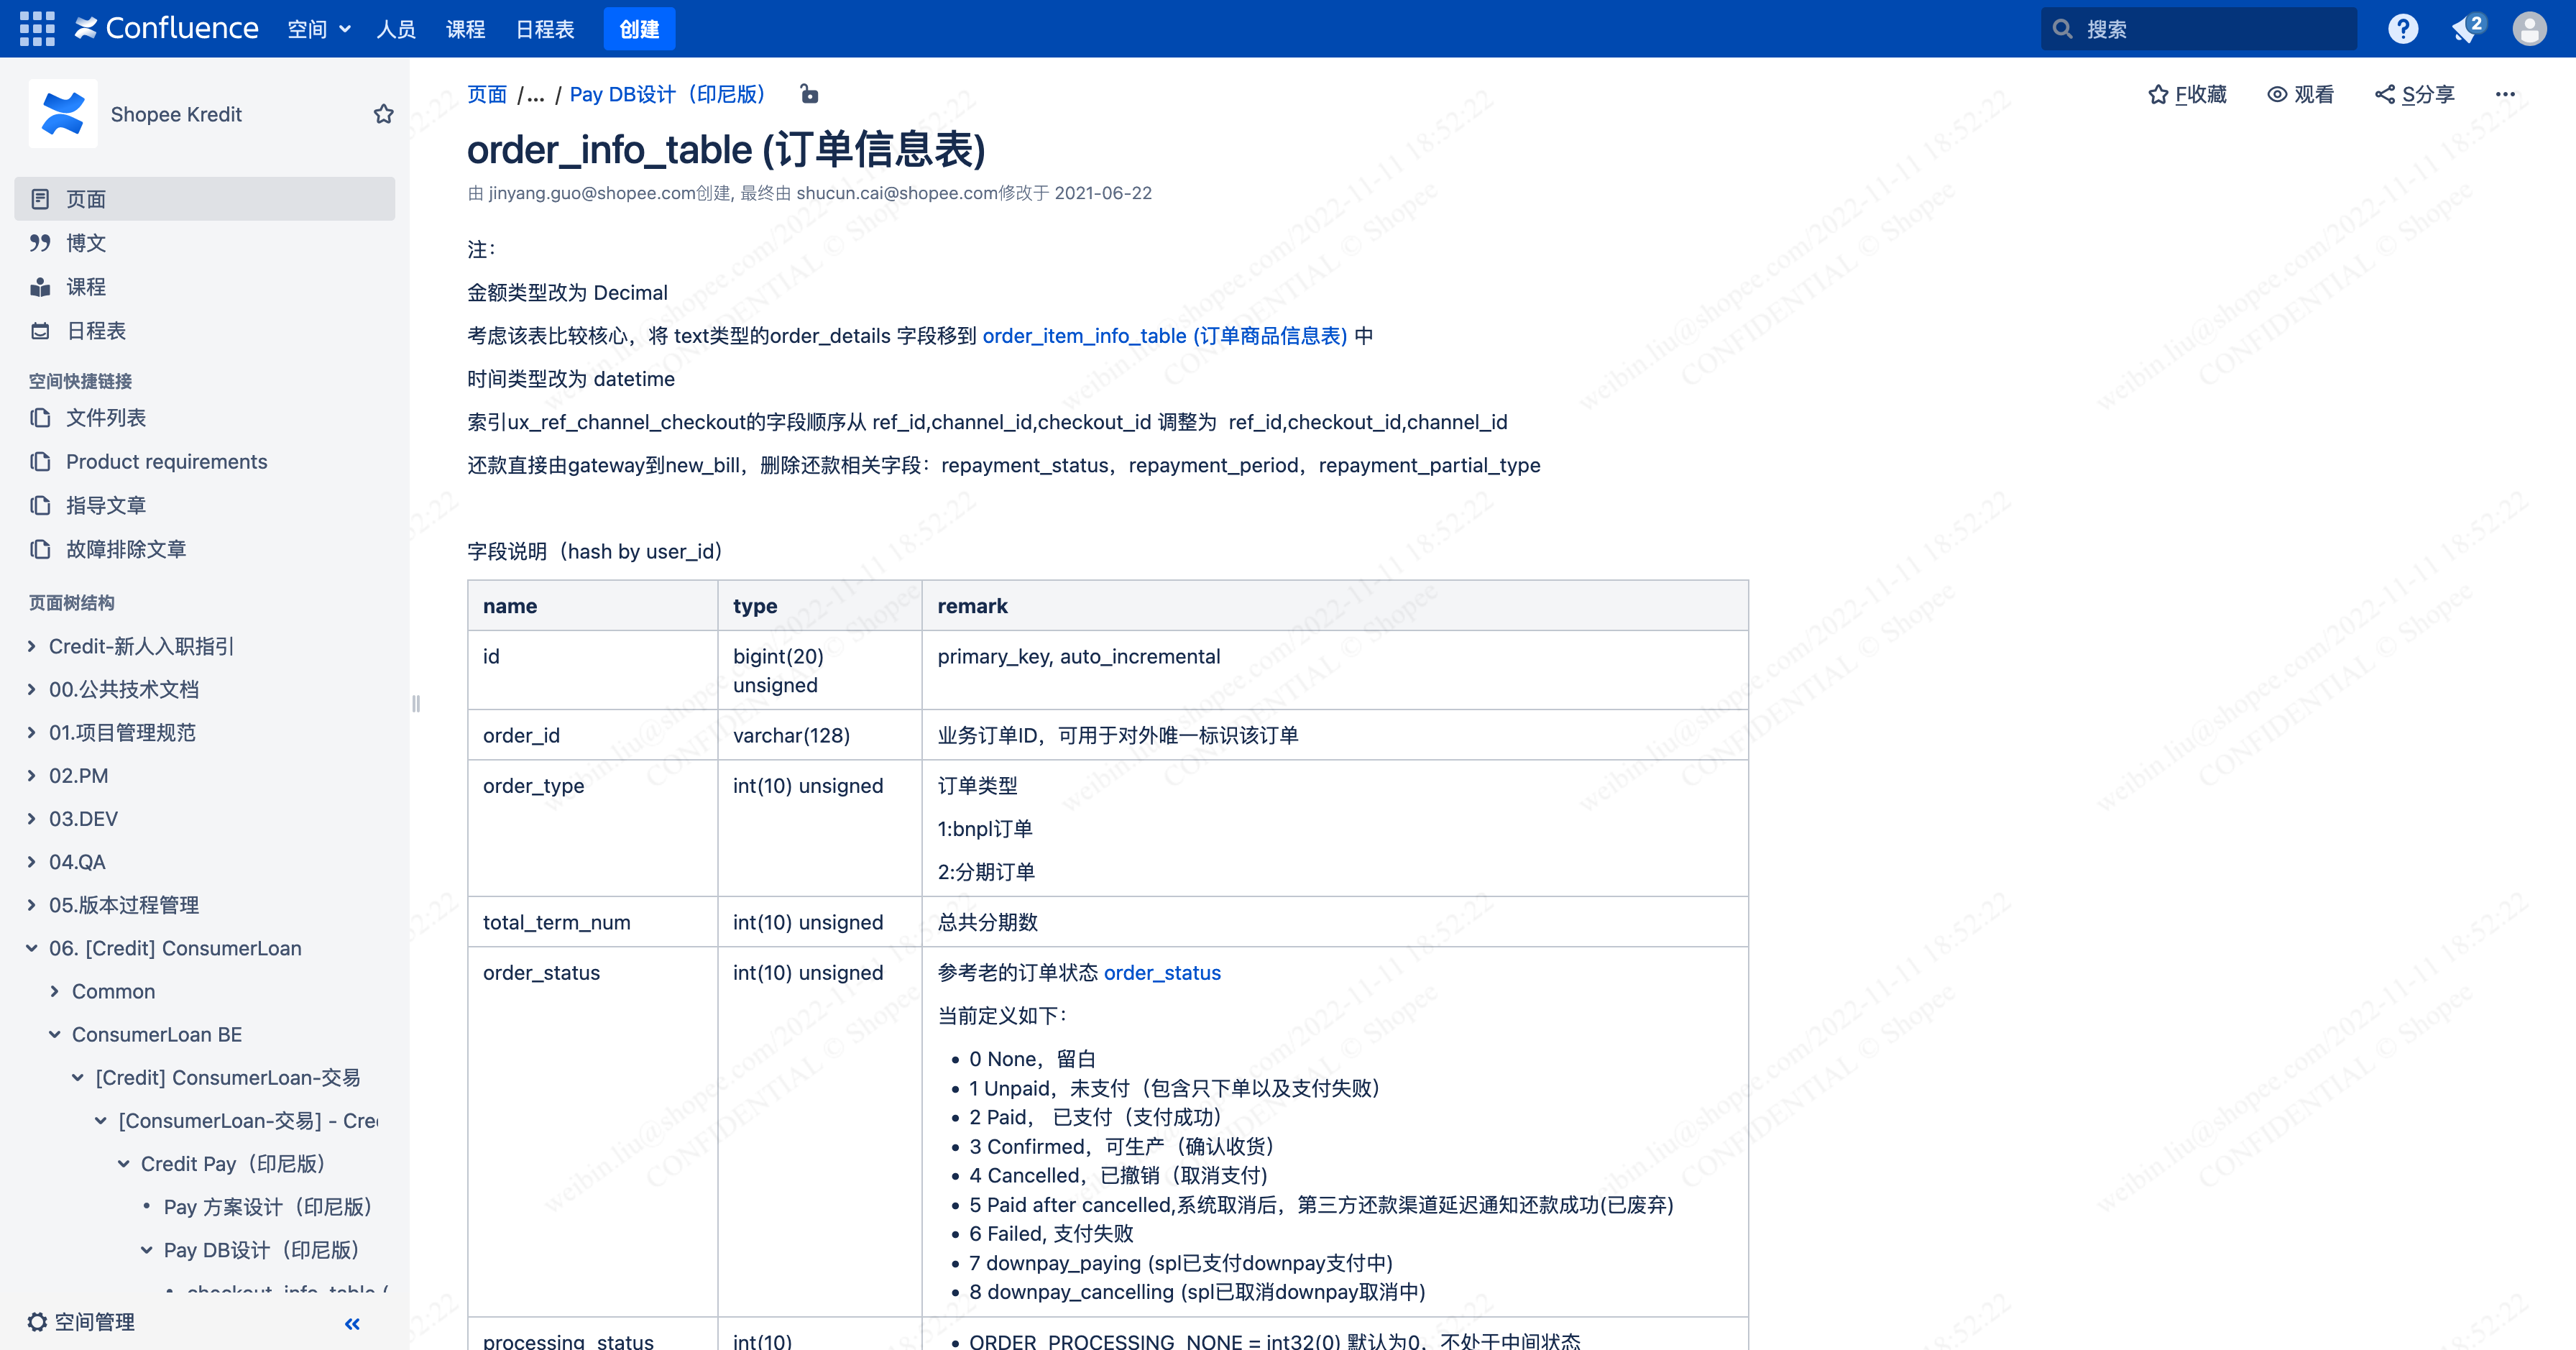 Confluence 空间 人员 课程 日程表 创建 搜索 2
Shopee Kredit
页面
博文
课程
日程表
空间快捷链接
文件列表
Product requirements
指导文章
故障排除文章
页面树结构
Credit-新人入职指引
00.公共技术文档
01.项目管理规范
02.PM
03.DEV
04.QA
05.版本过程管理
06. [Credit] ConsumerLoan
Common
ConsumerLoan BE
[Credit] ConsumerLoan-交易
[ConsumerLoan-交易] - Cre
Credit Pay（印尼版）
Pay 方案设计（印尼版）
Pay DB设计（印尼版）
checkout_info_table (
空间管理
页面 /... / Pay DB设计（印尼版）
F收藏 观看 S分享
order_info_table (订单信息表)
由 jinyang.guo@shopee.com创建, 最终由 shucun.cai@shopee.com修改于 2021-06-22
注：
金额类型改为 Decimal
考虑该表比较核心，将 text类型的order_details 字段移到 order_item_info_table (订单商品信息表) 中
时间类型改为 datetime
索引ux_ref_channel_checkout的字段顺序从 ref_id,channel_id,checkout_id 调整为 ref_id,checkout_id,channel_id
还款直接由gateway到new_bill，删除还款相关字段：repayment_status，repayment_period，repayment_partial_type
字段说明（hash by user_id）
name type remark
id bigint(20) unsigned primary_key, auto_incremental
order_id varchar(128) 业务订单ID，可用于对外唯一标识该订单
order_type int(10) unsigned 订单类型
1:bnpl订单
2:分期订单
total_term_num int(10) unsigned 总共分期数
order_status int(10) unsigned 参考老的订单状态 order_status
当前定义如下：
0 None，留白
1 Unpaid，未支付（包含只下单以及支付失败）
2 Paid， 已支付（支付成功）
3 Confirmed，可生产（确认收货）
4 Cancelled，已撤销（取消支付）
5 Paid after cancelled,系统取消后，第三方还款渠道延迟通知还款成功(已废弃)
6 Failed, 支付失败
7 downpay_paying (spl已支付downpay支付中)
8 downpay_cancelling (spl已取消downpay取消中)
processing_status int(10) ORDER_PROCESSING_NONE = int32(0) 默认为0，不处于中间状态
weibin.liu@shopee.com/2022-11-11 18:52:22
CONFIDENTIAL © Shopee